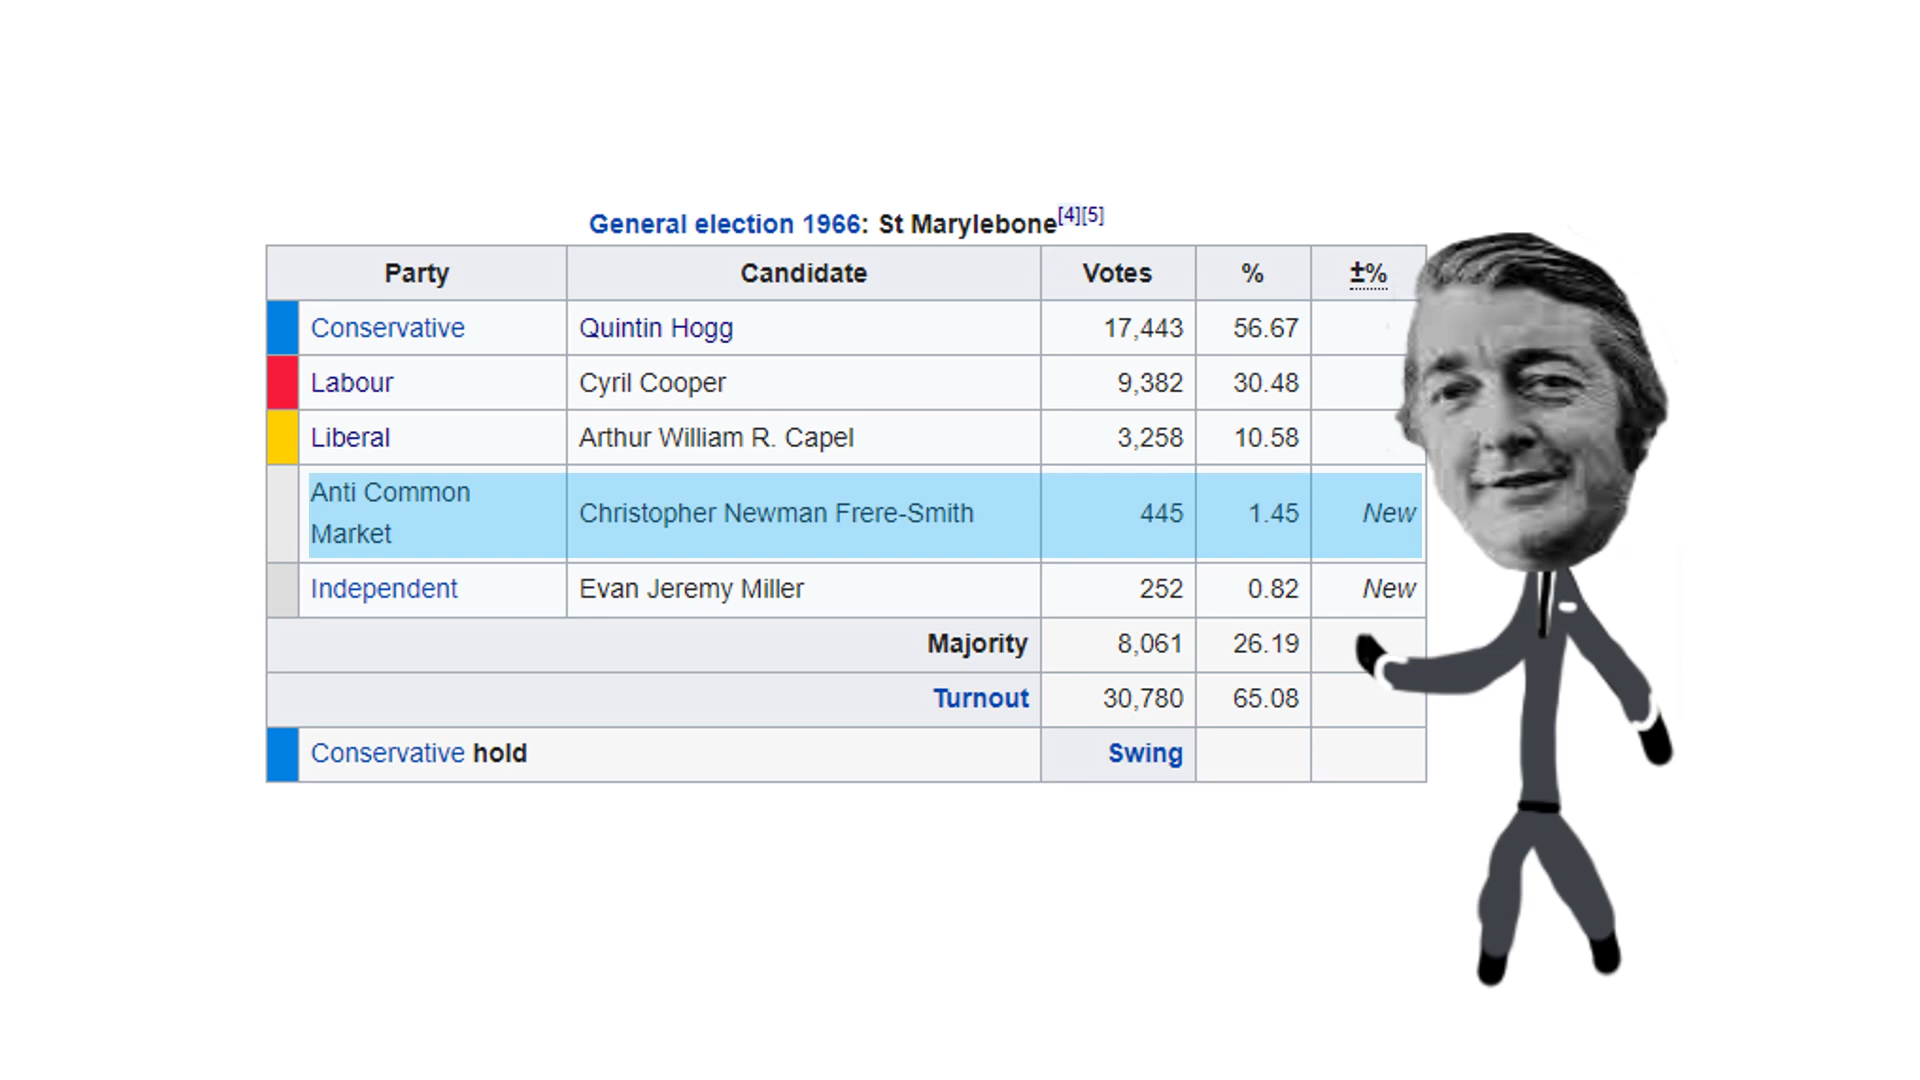 General election 1966: St Marylebone[4][5]
Party Candidate Votes % ±%
Conservative Quintin Hogg 17,443 56.67
Labour Cyril Cooper 9,382 30.48
Liberal Arthur William R. Capel 3,258 10.58
Anti Common
Market Christopher Newman Frere-Smith 445 1.45 New
Independent Evan Jeremy Miller 252 0.82 New
Majority 8,061 26.19
Turnout 30,780 65.08
Conservative hold Swing